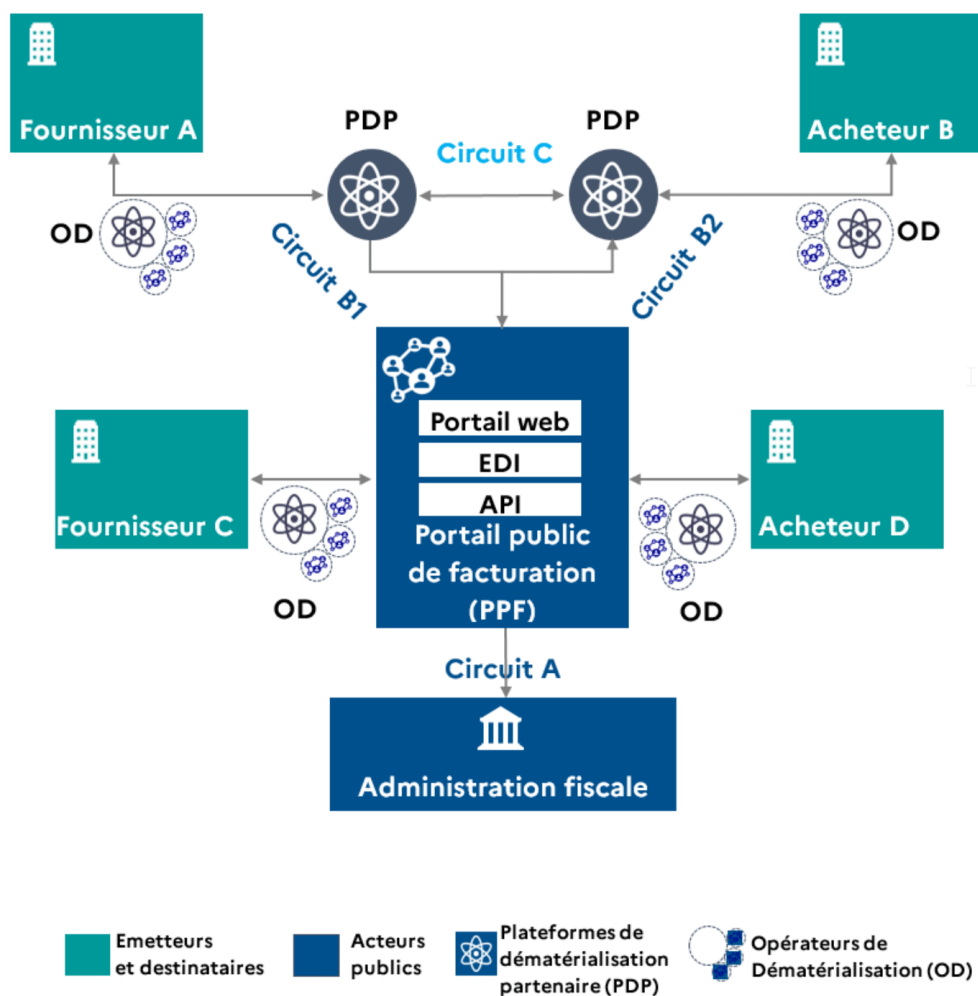 Fournisseur A
Acheteur B
PDP
PDP
Circuit C
OD
OD
Circuit B1
Circuit B2
Portail web
EDI
API
Portail public
de facturation
(PPF)
Fournisseur C
Acheteur D
OD
OD
Circuit A
Administration fiscale
Emetteurs
et destinataires
Acteurs
publics
Plateformes de
dématérialisation
partenaire (PDP)
Opérateurs de
Dématérialisation (OD)